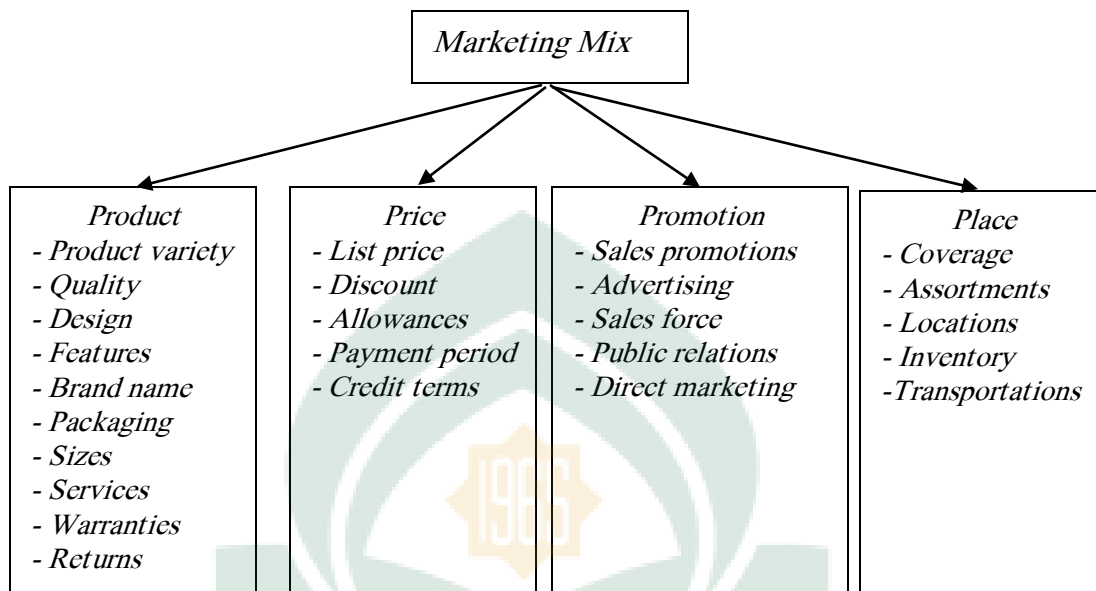 Marketing Mix
Product
- Product variety
- Quality
- Design
- Features
- Brand name
- Packaging
- Sizes
- Services
- Warranties
- Returns
Price
- List price
- Discount
- Allowances
- Payment period
- Credit terms
Promotion
- Sales promotions
- Advertising
- Sales force
- Public relations
- Direct marketing
Place
- Coverage
- Assortments
- Locations
- Inventory
-Transportations
1965